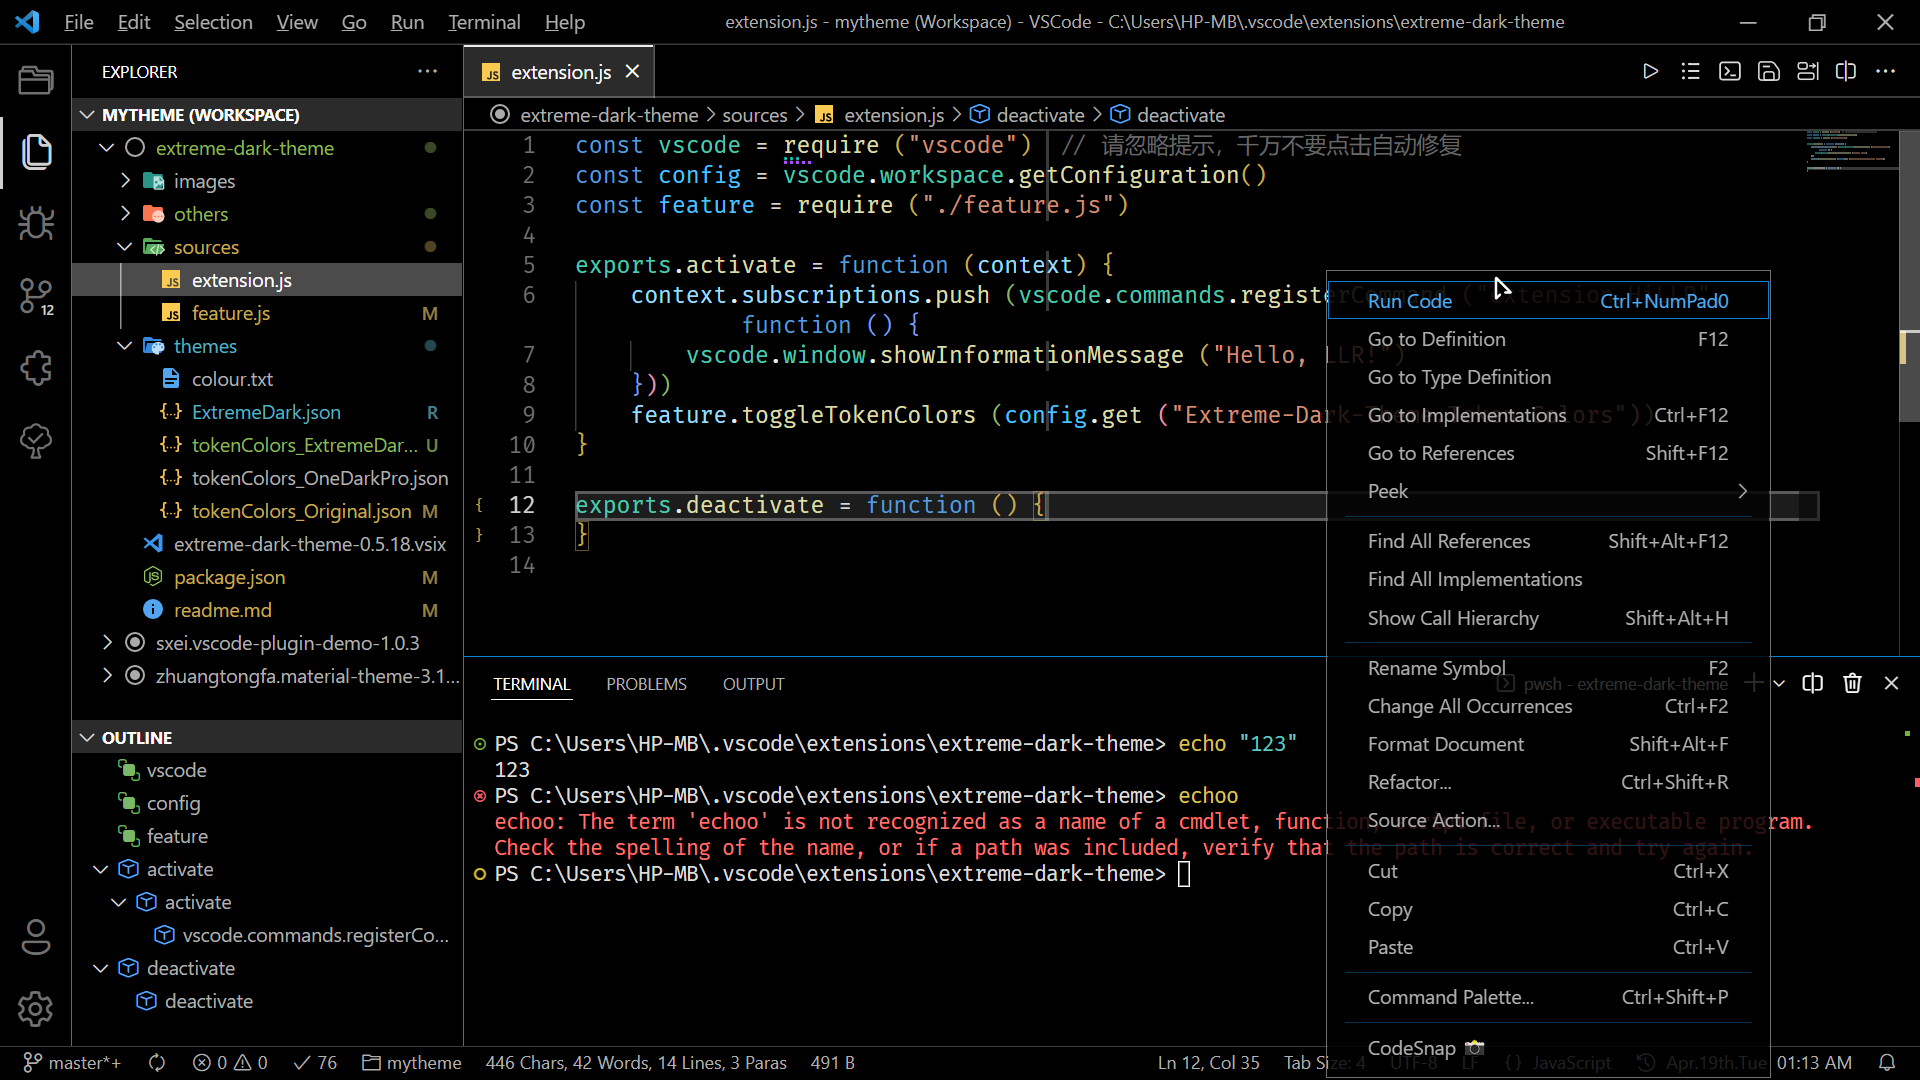 File Edit Selection View Go Run Terminal Help
extension.js - mytheme (Workspace) - VSCode - C:\Users\HP-MB\.vscode\extensions\extreme-dark-theme
EXPLORER
MYTHEME (WORKSPACE)
extreme-dark-theme
images
others
sources
extension.js
feature.js M
themes
colour.txt
ExtremeDark.json R
tokenColors_ExtremeDar... U
tokenColors_OneDarkPro.json
tokenColors_Original.json M
extreme-dark-theme-0.5.18.vsix
package.json M
readme.md M
sxei.vscode-plugin-demo-1.0.3
zhuangtongfa.material-theme-3.1...
12
OUTLINE
vscode
config
feature
activate
activate
vscode.commands.registerCo...
deactivate
deactivate
extension.js
extreme-dark-theme > sources > extension.js > deactivate > deactivate
1 const vscode = require ("vscode") // 请忽略提示，千万不要点击自动修复
2 const config = vscode.workspace.getConfiguration()
3 const feature = require ("./feature.js")
4
5 exports.activate = function (context) {
6 context.subscriptions.push (vscode.commands.registerCommand ("extension.HiLLR",
function () {
7 vscode.window.showInformationMessage ("Hello, LLR!")
8 }))
9 feature.toggleTokenColors (config.get ("Extreme-Dark-Theme.TokenColors"))
10 }
11
12 exports.deactivate = function () {
13 }
14
Run Code Ctrl+NumPad0
Go to Definition F12
Go to Type Definition
Go to Implementations Ctrl+F12
Go to References Shift+F12
Peek
Find All References Shift+Alt+F12
Find All Implementations
Show Call Hierarchy Shift+Alt+H
Rename Symbol F2
Change All Occurrences Ctrl+F2
Format Document Shift+Alt+F
Refactor... Ctrl+Shift+R
Source Action...
Cut Ctrl+X
Copy Ctrl+C
Paste Ctrl+V
Command Palette... Ctrl+Shift+P
CodeSnap
TERMINAL PROBLEMS OUTPUT
pwsh - extreme-dark-theme
PS C:\Users\HP-MB\.vscode\extensions\extreme-dark-theme> echo "123"
123
PS C:\Users\HP-MB\.vscode\extensions\extreme-dark-theme> echoo
echoo: The term 'echoo' is not recognized as a name of a cmdlet, function, script file, or executable program.
Check the spelling of the name, or if a path was included, verify that the path is correct and try again.
PS C:\Users\HP-MB\.vscode\extensions\extreme-dark-theme>
master*+ 0 0 76 mytheme 446 Chars, 42 Words, 14 Lines, 3 Paras 491 B Ln 12, Col 35 Tab Size: 4 UTF-8 LF {} JavaScript Apr.19th.Tue 01:13 AM